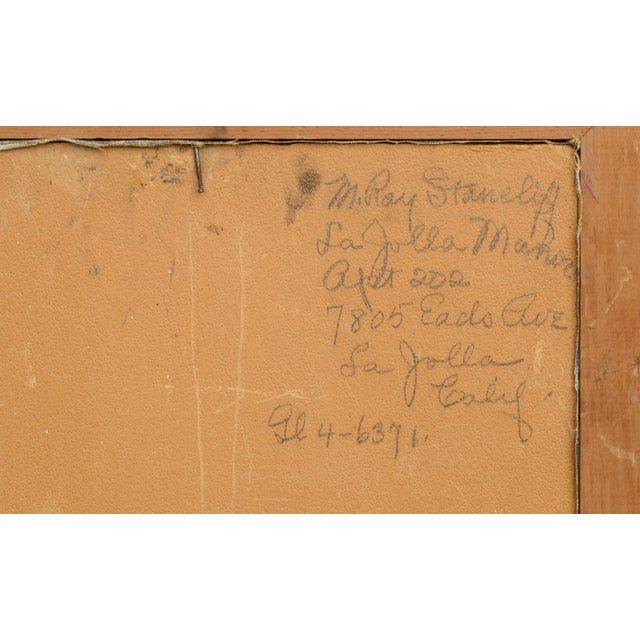 M. Ray Stancliff
La Jolla Manor
Apt 202
7805 Eads Ave
La Jolla
Calif.
Gl 4-6371.